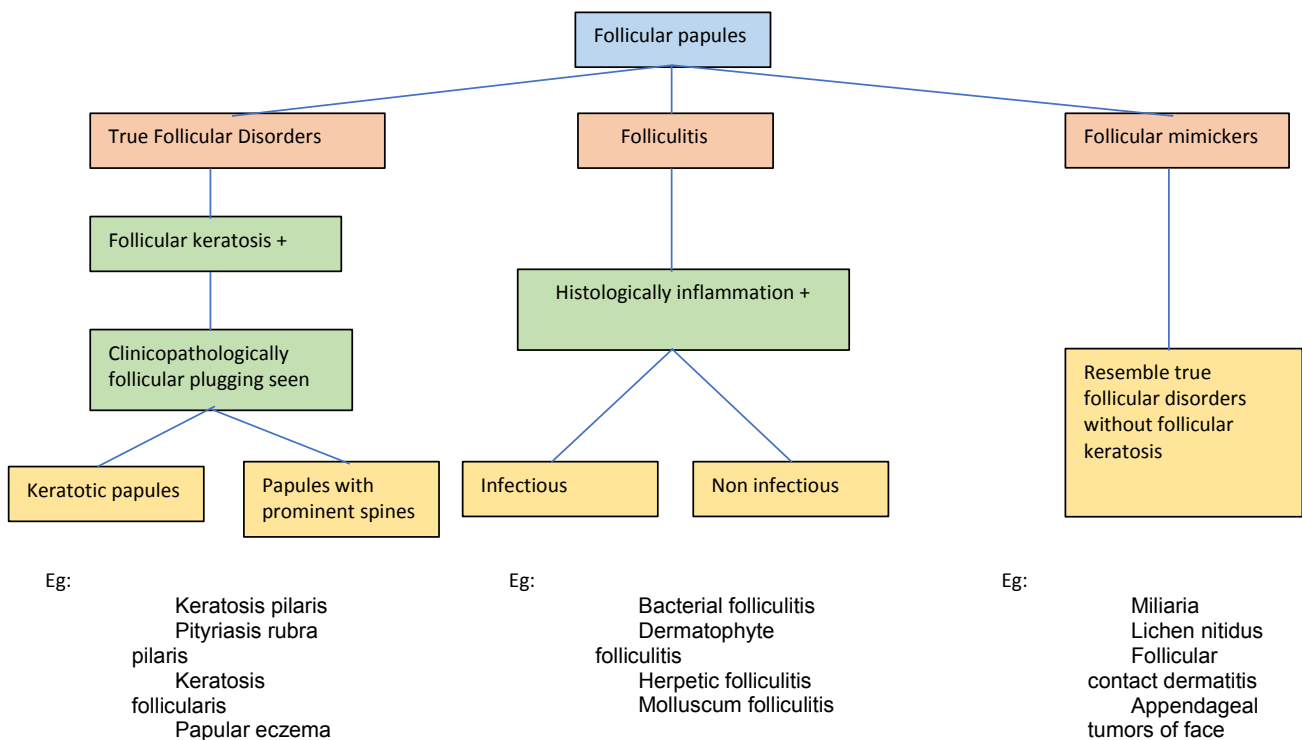 Follicular papules
True Follicular Disorders
Folliculitis
Follicular mimickers
Follicular keratosis +
Histologically inflammation +
Clinicopathologically
follicular plugging seen
Resemble true
follicular disorders
without follicular
keratosis
Keratotic papules
Papules with
prominent spines
Infectious
Non infectious
Eg:
Keratosis pilaris
Pityriasis rubra
pilaris
Keratosis
follicularis
Papular eczema
Eg:
Bacterial folliculitis
Dermatophyte
folliculitis
Herpetic folliculitis
Molluscum folliculitis
Eg:
Miliaria
Lichen nitidus
Follicular
contact dermatitis
Appendageal
tumors of face